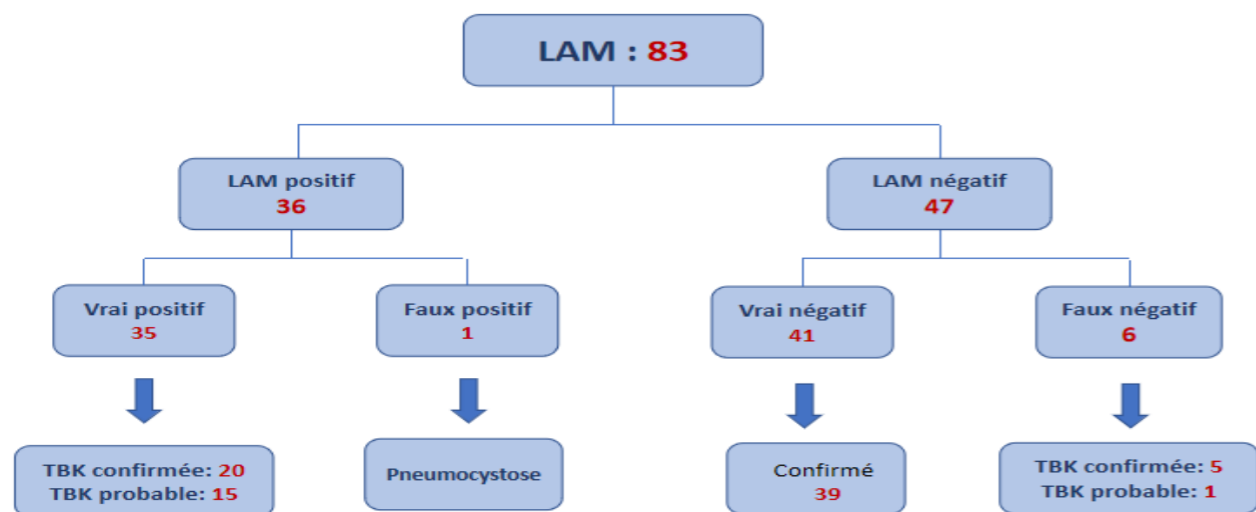 LAM : 83
LAM positif
36
LAM négatif
47
Vrai positif
35
Faux positif
1
Vrai négatif
41
Faux négatif
6
TBK confirmée: 20
TBK probable: 15
Pneumocystose
Confirmé
39
TBK confirmée: 5
TBK probable: 1